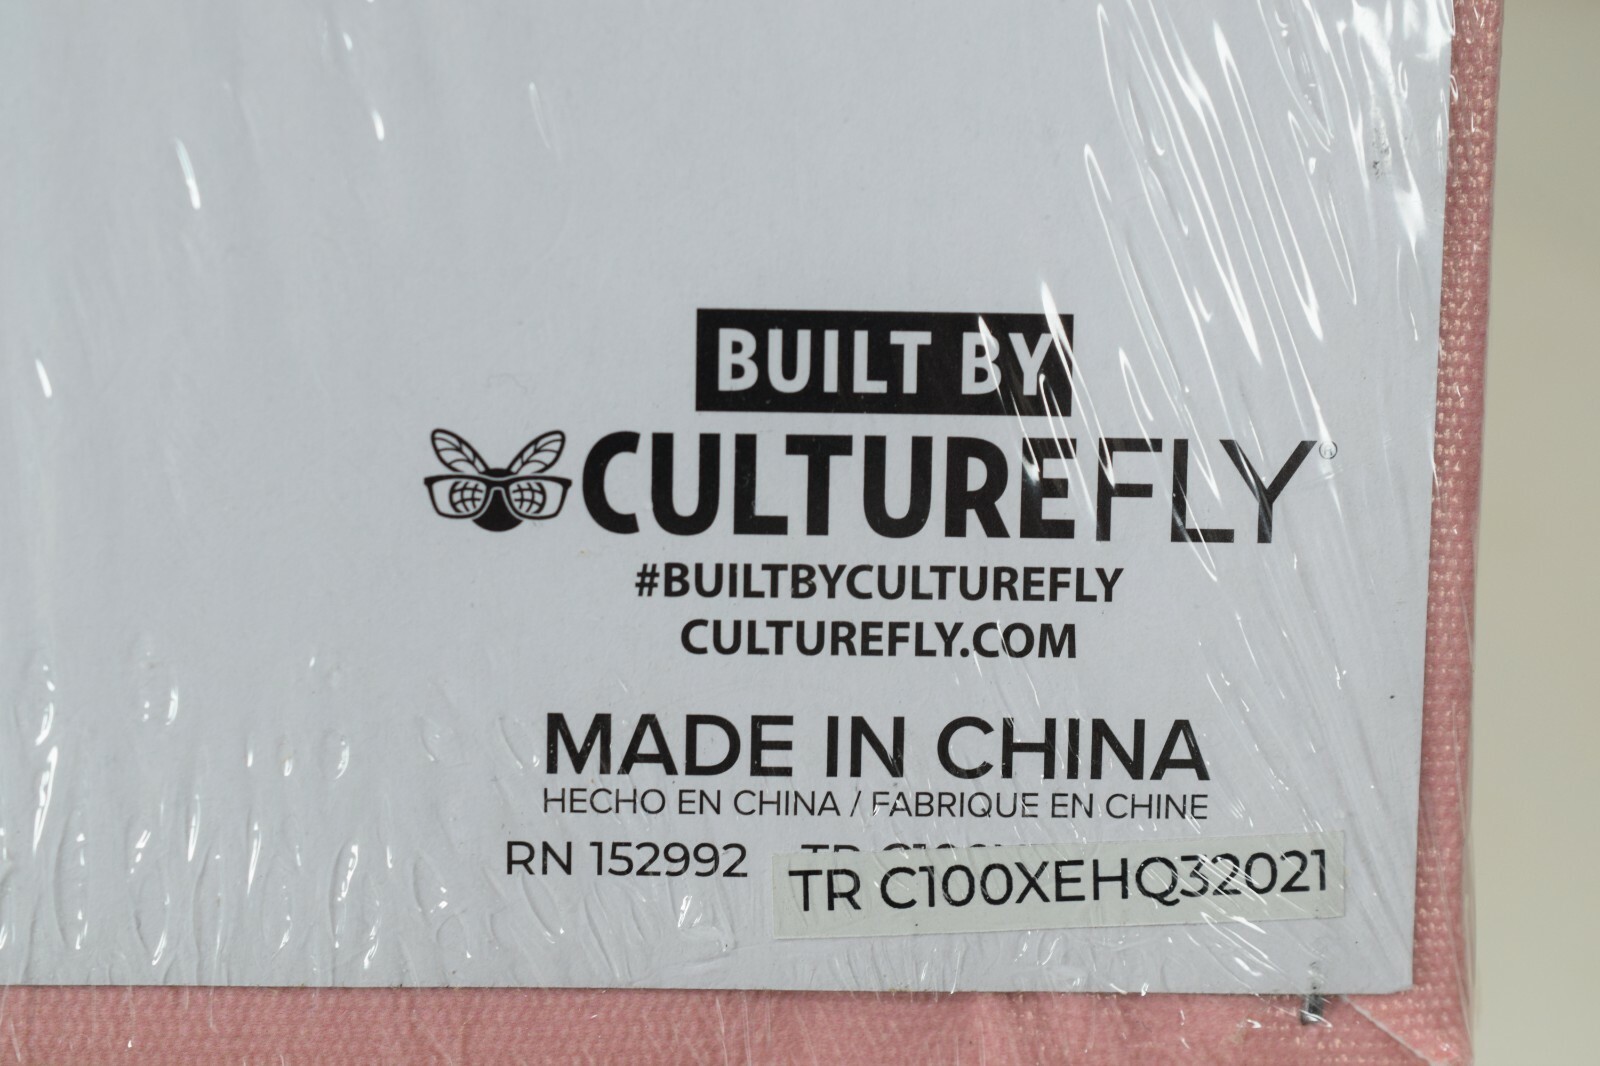 BUILT BY
CULTUREFLY®
#BUILTBYCULTUREFLY
CULTUREFLY.COM
MADE IN CHINA
HECHO EN CHINA / FABRIQUE EN CHINE
RN 152992 TR C100XEHQ32021